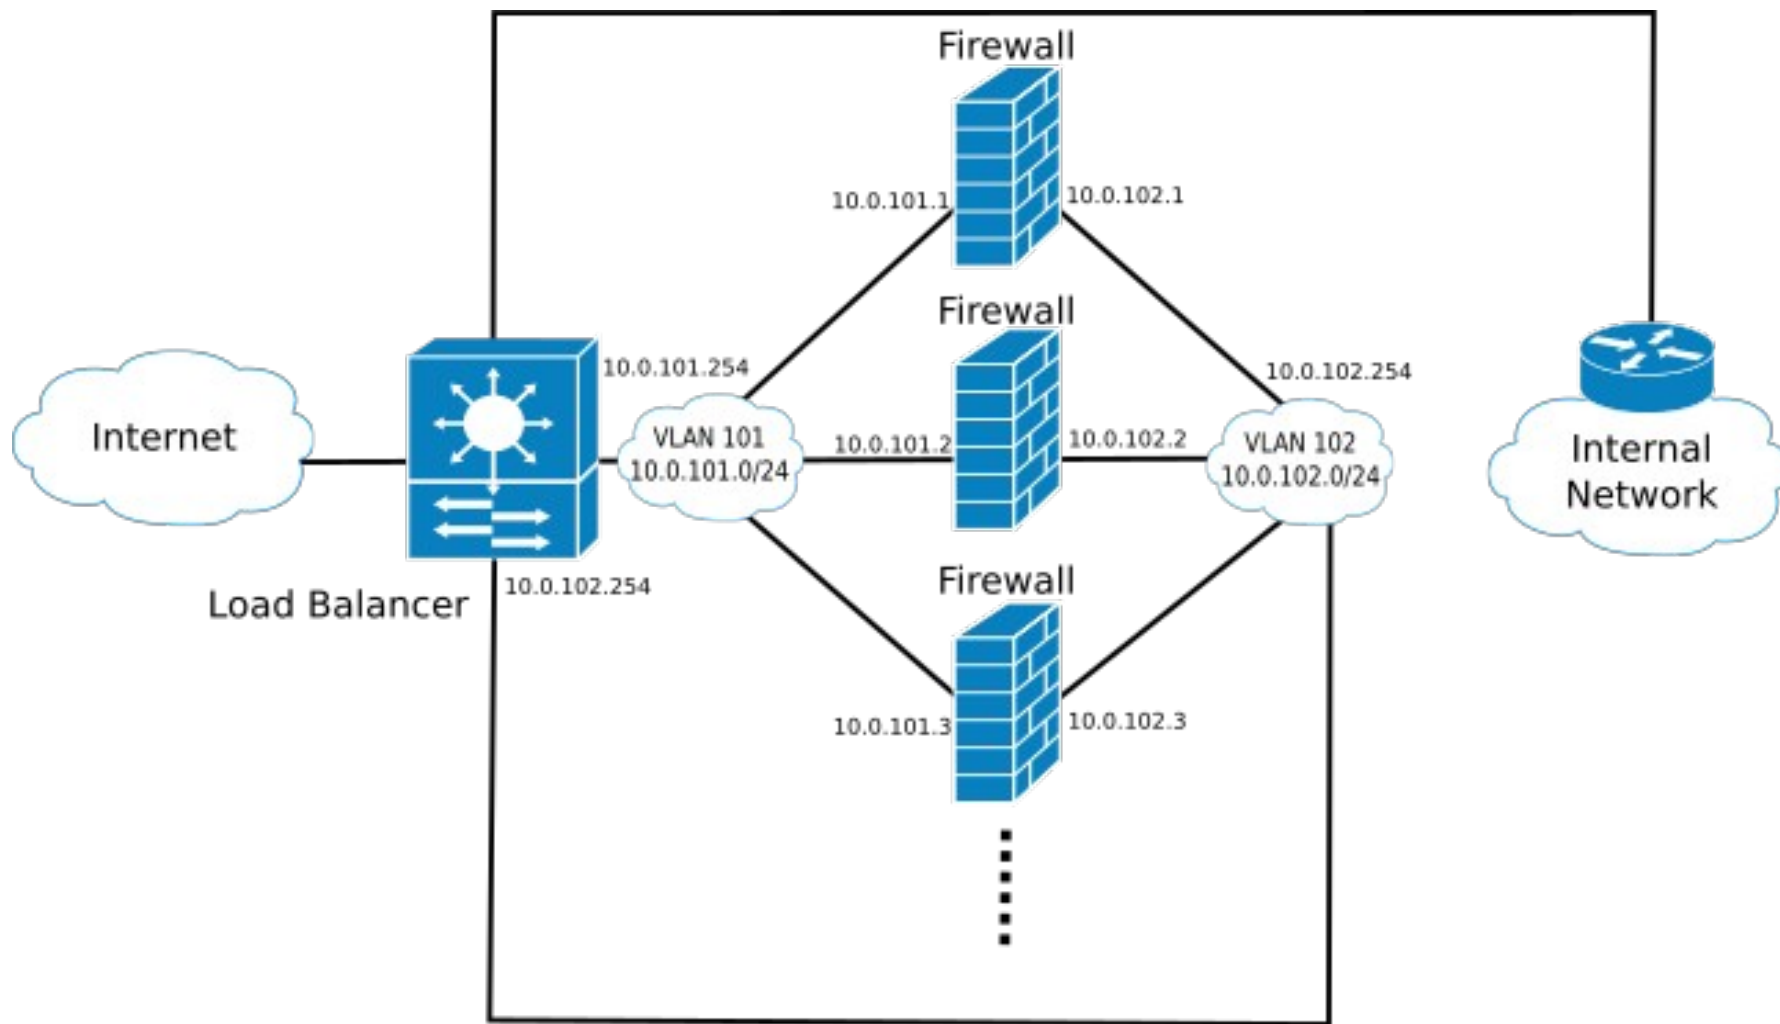 Firewall
10.0.101.1
10.0.102.1
Firewall
10.0.101.254
10.0.102.254
Internet
VLAN 101
10.0.101.0/24
10.0.101.2
10.0.102.2
VLAN 102
10.0.102.0/24
Internal
Network
Firewall
10.0.102.254
Load Balancer
10.0.101.3
10.0.102.3